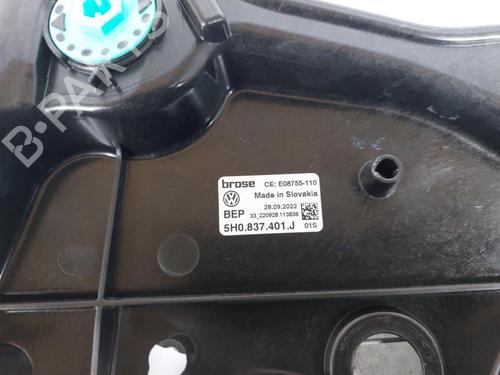 B-PARTS
brose CE: E08755-110
Made in Slovakia
28.09.2022
BEP 33_220928.113838
5H0.837.401.J 01S